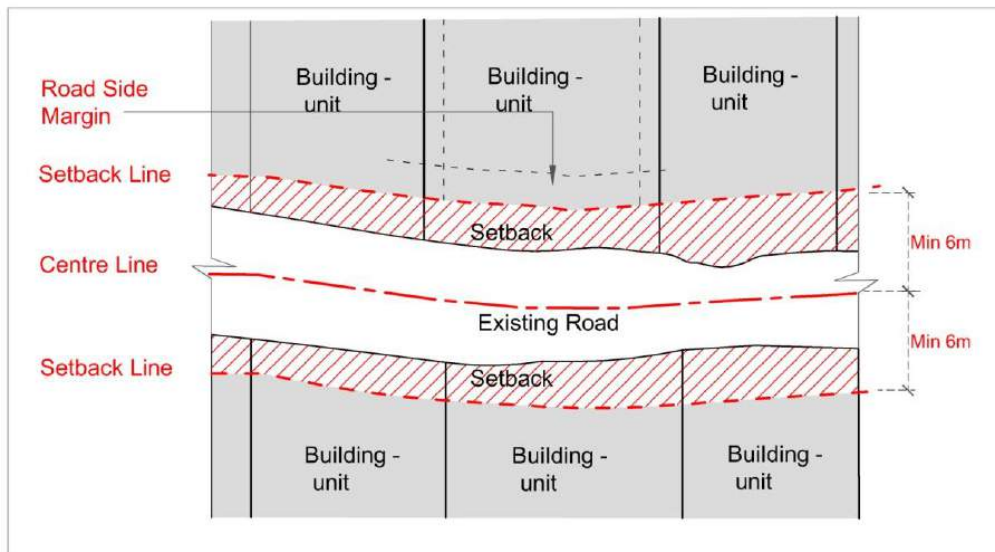 Building -
unit
Building -
unit
Building -
unit
Road Side
Margin
Setback Line
Setback
Min 6m
Centre Line
Existing Road
Min 6m
Setback Line
Setback
Building -
unit
Building -
unit
Building -
unit